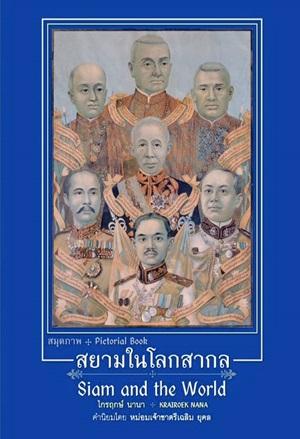 สมุดภาพ ✢ Pictorial Book
สยามในโลกสากล
Siam and the World
ไกรฤกษ์ นานา ✢ KRAIROEK NANA
คำนิยมโดย หม่อมเจ้าชาตรีเฉลิม ยุคล